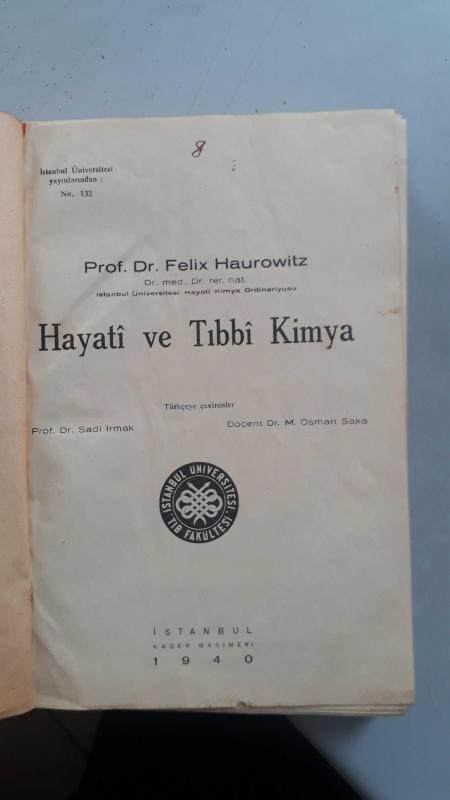 8
İstanbul Üniversitesi
yayınlarından :
No. 132
Prof. Dr. Felix Haurowitz
Dr. med., Dr. rer. nat.
İstanbul Üniversitesi Hayatî Kimya Ordinaryüsü
Hayatî ve Tıbbî Kimya
Türkçeye çevirenler
Prof. Dr. Sadi Irmak
Doçent Dr. M. Osman Saka
İSTANBUL ÜNİVERSİTESİ
TIB FAKÜLTESİ
İSTANBUL
KADER BASIMEVİ
1940